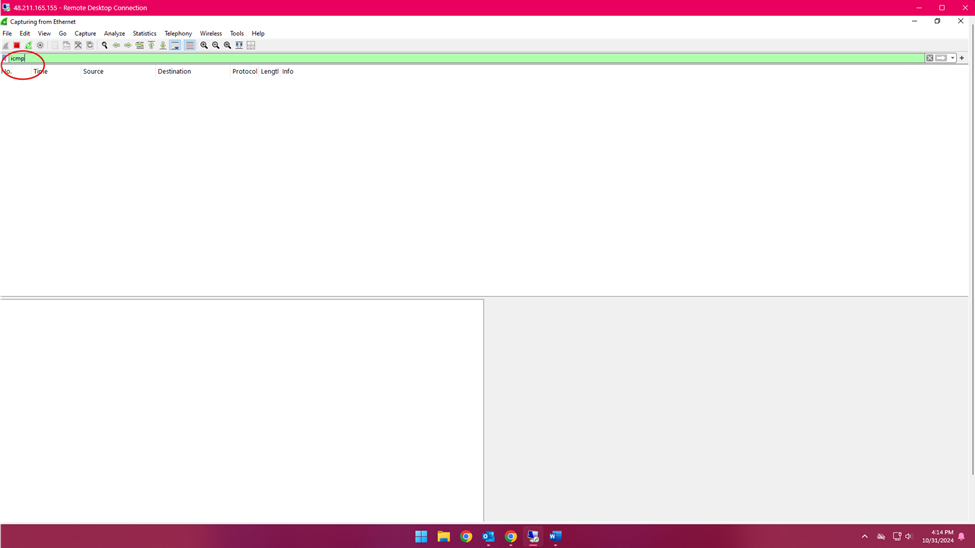 48.211.165.155 - Remote Desktop Connection
Capturing from Ethernet
File Edit View Go Capture Analyze Statistics Telephony Wireless Tools Help
icmp
No. Time Source Destination Protocol Lengtl Info
4:14 PM
10/31/2024